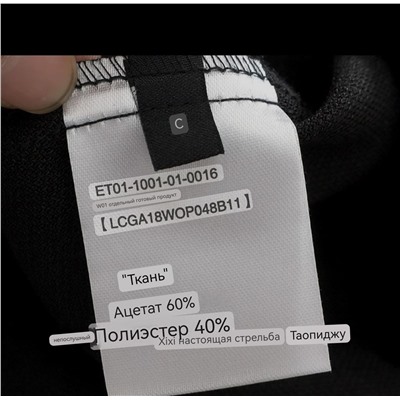 C
ET01-1001-01-0016
W01 отдельный готовый продукт
【LCGA18WOP048B11】
"Ткань"
Ацетат 60%
непослушный Полиэстер 40%
Xixi настоящая стрельба Таопиджу